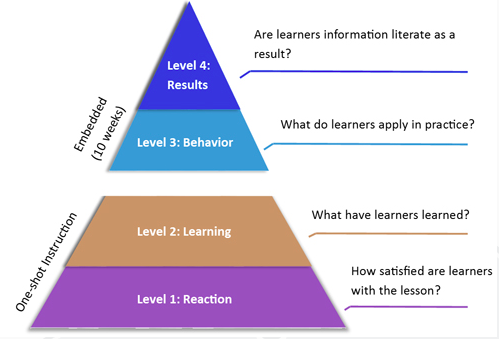 Are learners information literate as a
result?
Level 4:
Results
Embedded
(10 weeks)
What do learners apply in practice?
Level 3: Behavior
One-shot Instruction
What have learners learned?
Level 2: Learning
How satisfied are learners
with the lesson?
Level 1: Reaction